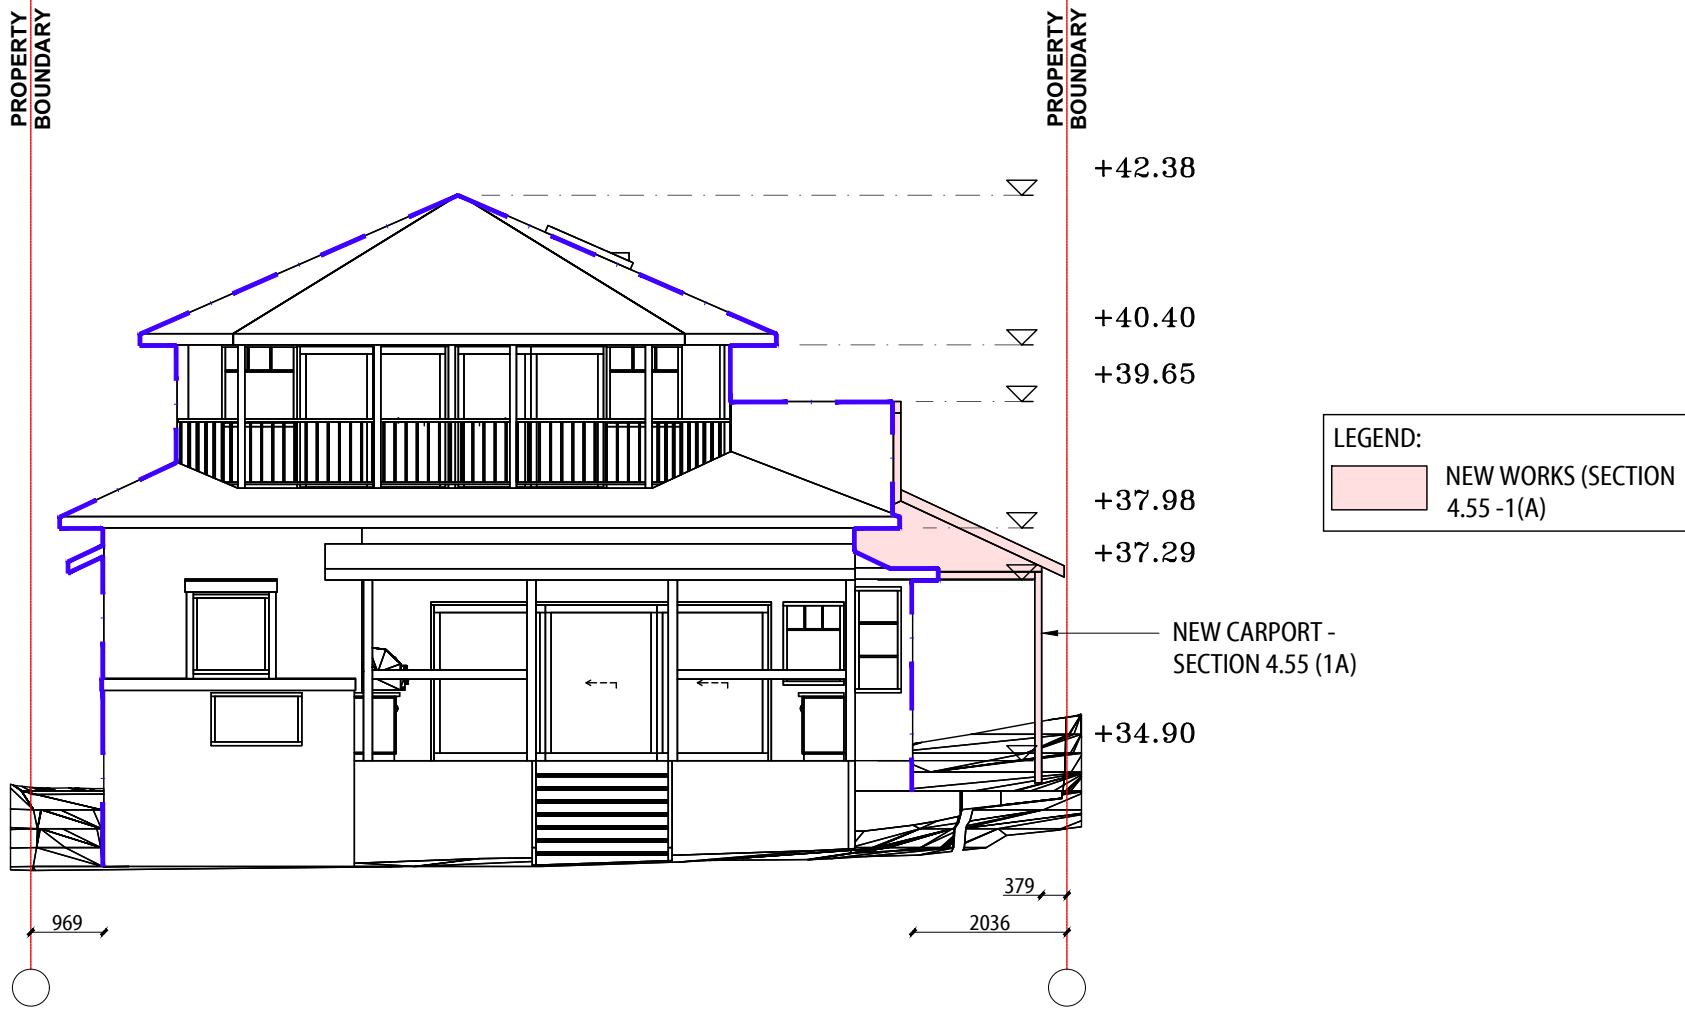 PROPERTY
BOUNDARY
PROPERTY
BOUNDARY
+42.38
+40.40
+39.65
+37.98
+37.29
+34.90
LEGEND:
NEW WORKS (SECTION
4.55 -1(A)
NEW CARPORT -
SECTION 4.55 (1A)
379
969
2036